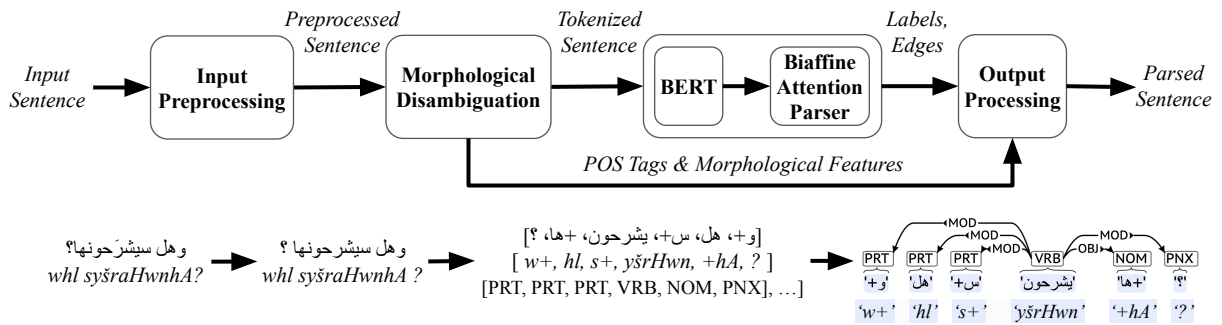 Preprocessed Sentence
Tokenized Sentence
Labels, Edges
Input Sentence
Input Preprocessing
Morphological Disambiguation
BERT
Biaffine Attention Parser
Output Processing
Parsed Sentence
POS Tags & Morphological Features
وهل سيشرَحونها؟
whl syšraHwnhA?
وهل سيشرحونها ؟
whl syšraHwnhA ?
[و+، هل، س+، يشرحون، +ها، ؟]
[ w+, hl, s+, yšrHwn, +hA, ? ]
[PRT, PRT, PRT, VRB, NOM, PNX], …]
MOD
MOD MOD
MOD OBJ
PRT PRT PRT VRB NOM PNX
'و+' 'هل' 'س+' 'يشرحون' '+ها' '؟'
‘w+’ ‘hl’ ‘s+’ ‘yšrHwn’ ‘+hA’ ‘?’